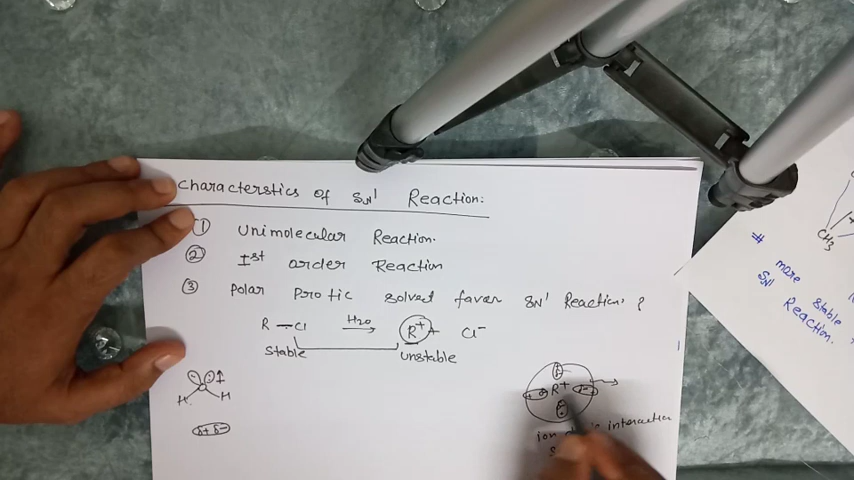 Characterstics of SN1 Reaction:
① Unimolecular Reaction.
② Ist order Reaction
③ Polar Protic solvet favor SN1 Reaction?
R—Cl H2O R+ + Cl-
Stable Unstable
H H
δ+ δ-
R+
ion interaction
CH3
# more stable
SN1 Reaction.